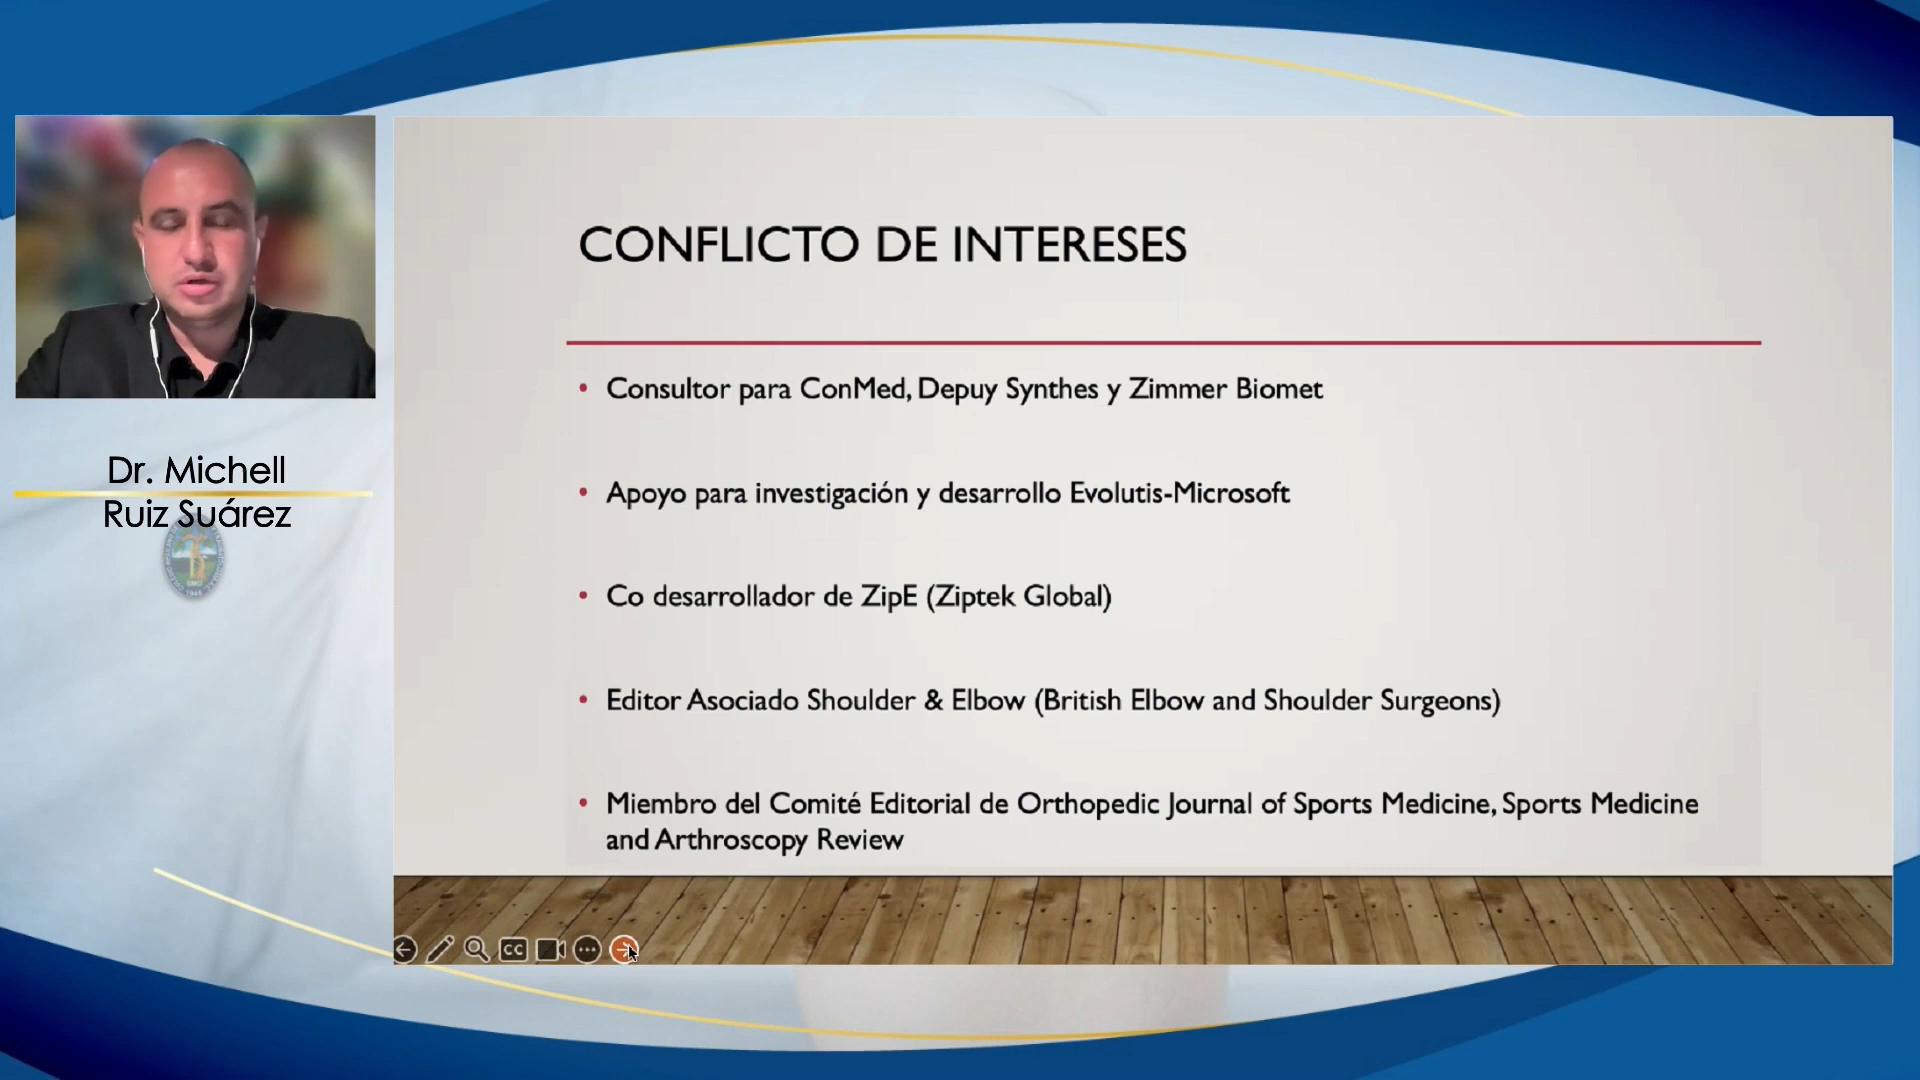 CONFLICTO DE INTERESES
• Consultor para ConMed, Depuy Synthes y Zimmer Biomet
• Apoyo para investigación y desarrollo Evolutis-Microsoft
• Co desarrollador de ZipE (Ziptek Global)
• Editor Asociado Shoulder & Elbow (British Elbow and Shoulder Surgeons)
• Miembro del Comité Editorial de Orthopedic Journal of Sports Medicine, Sports Medicine
and Arthroscopy Review
Dr. Michell
Ruiz Suárez
CC